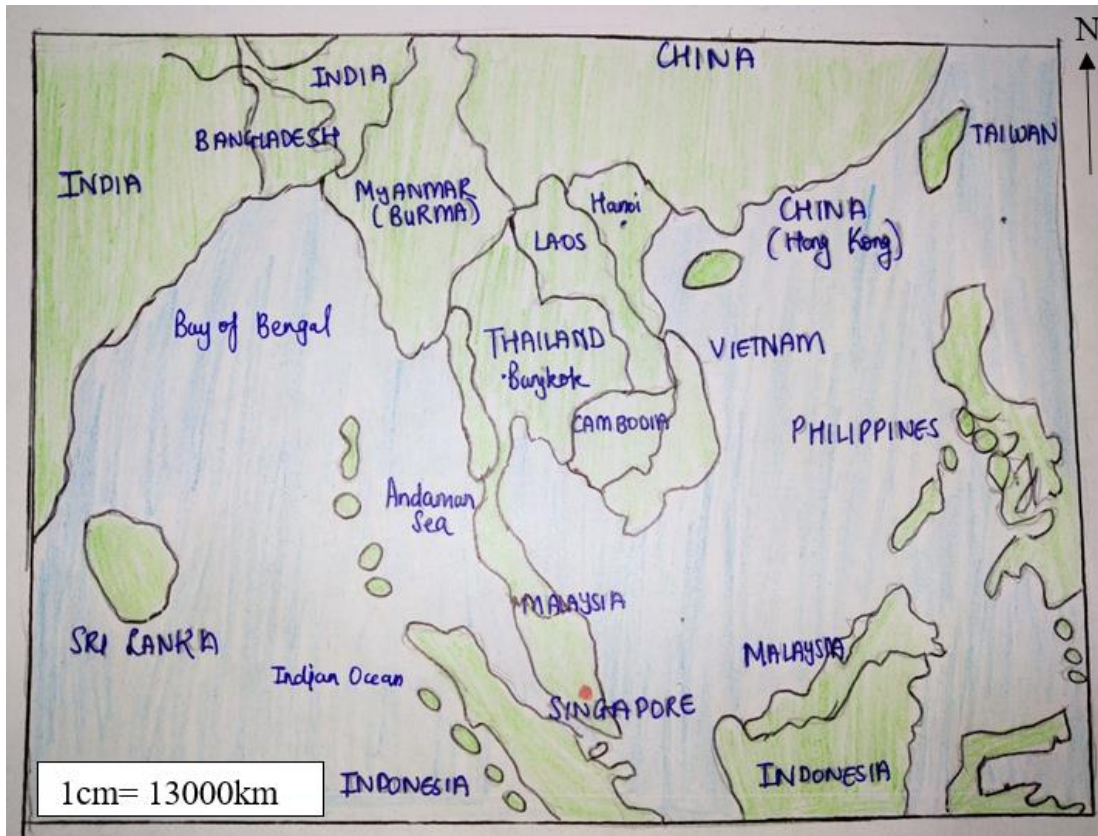 N
CHINA
INDIA
TAIWAN
BANGLADESH
INDIA
MYANMAR
(BURMA)
Hanoi
CHINA
(Hong Kong)
LAOS
Bay of Bengal
THAILAND
VIETNAM
Bangkok
CAMBODIA
PHILIPPINES
Andaman
Sea
MALAYSIA
SRI LANKA
MALAYSIA
Indian Ocean
SINGAPORE
INDONESIA
INDONESIA
1cm= 13000km